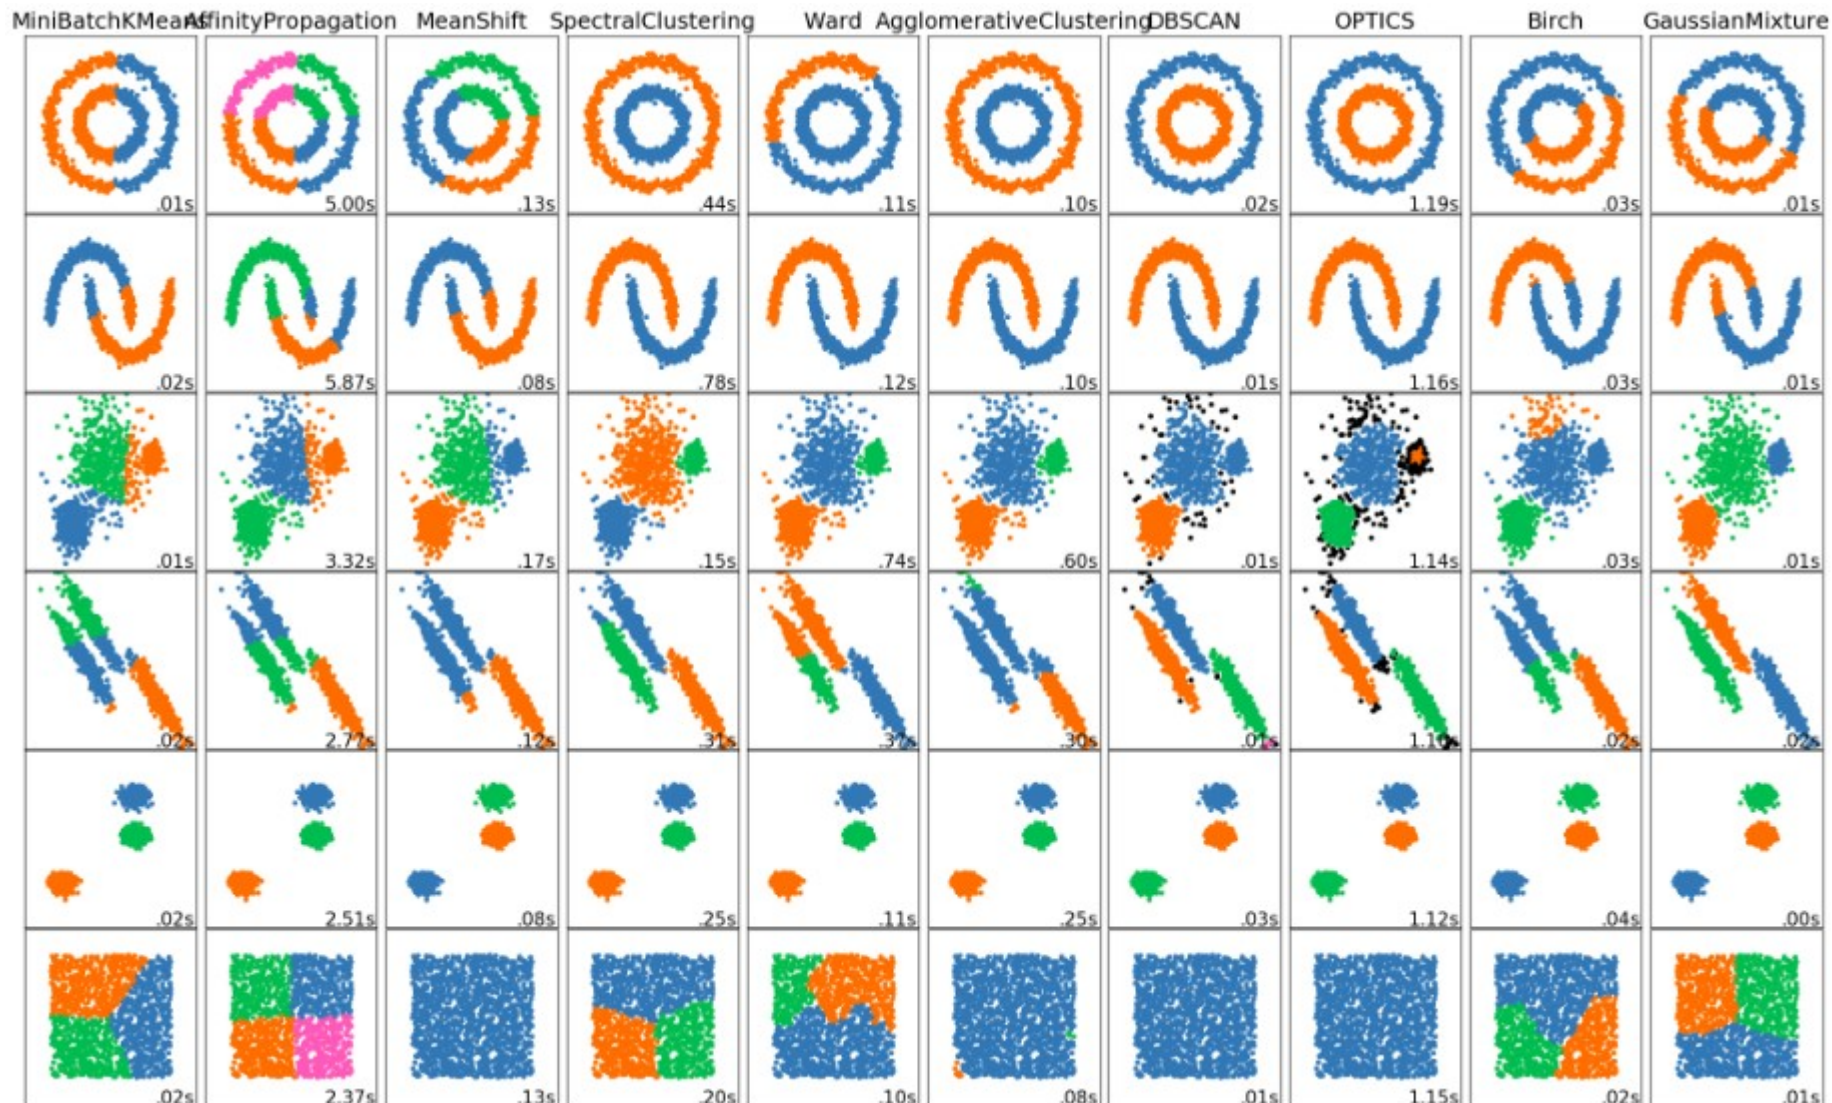 MiniBatchKMeans AffinityPropagation MeanShift SpectralClustering Ward AgglomerativeClustering DBSCAN OPTICS Birch GaussianMixture
.01s 5.00s .13s .44s .11s .10s .02s 1.19s .03s .01s
.02s 5.87s .08s .78s .12s .10s .01s 1.16s .03s .01s
.01s 3.32s .17s .15s .74s .60s .01s 1.14s .03s .01s
.02s 2.77s .12s .31s .37s .30s .01s .02s .02s
.02s 2.51s .08s .25s .11s .25s .03s 1.12s .04s .00s
.02s 2.37s .13s .20s .10s .08s .01s 1.15s .02s .01s